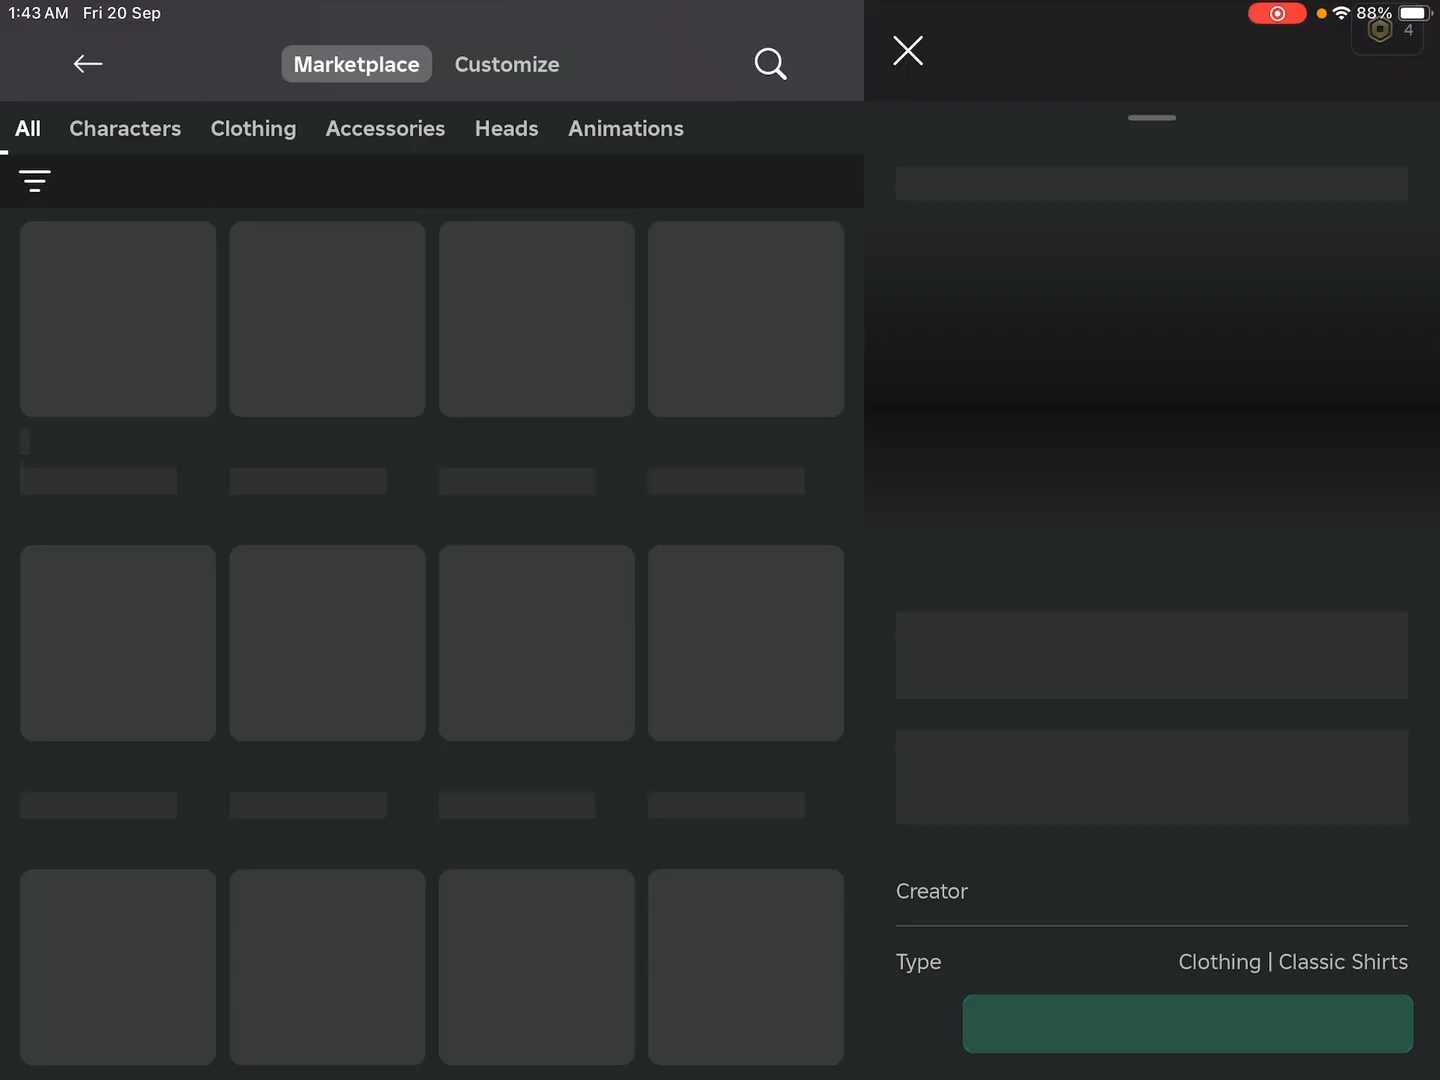 1:43 AM Fri 20 Sep
88%
4
Marketplace Customize
All Characters Clothing Accessories Heads Animations
Creator
Type Clothing | Classic Shirts